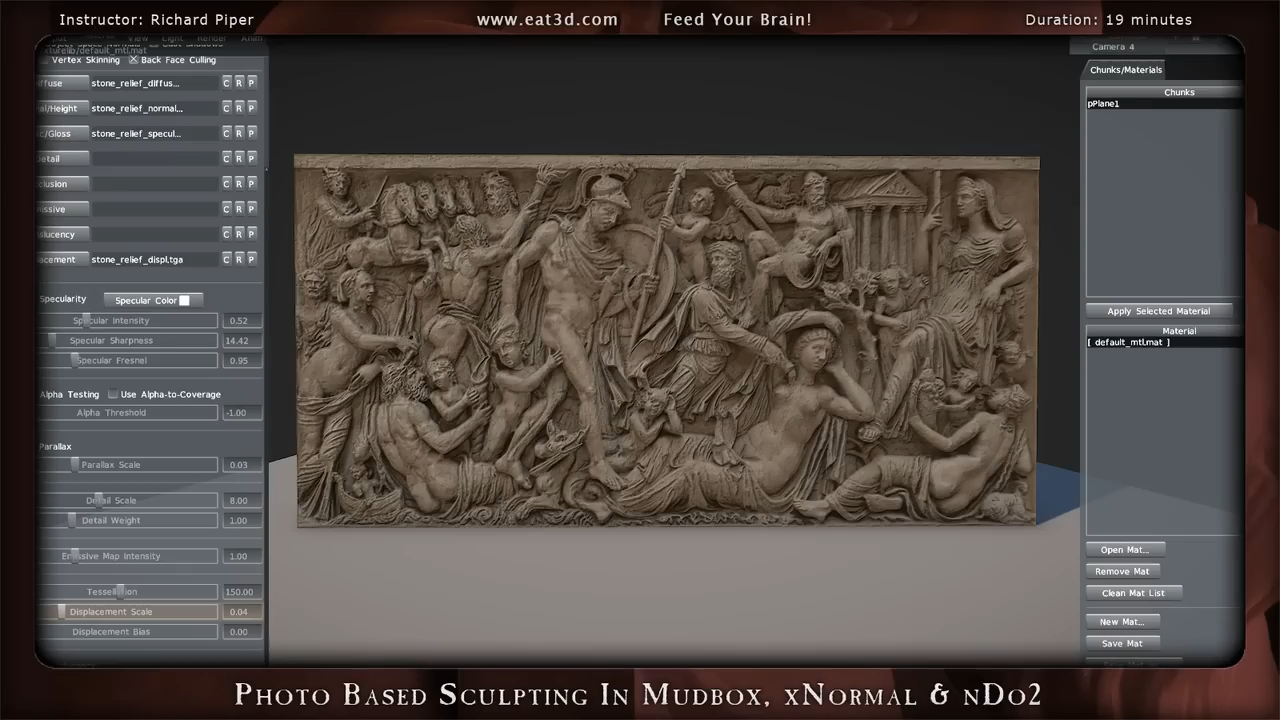 Instructor: Richard Piper
www.eat3d.com
Feed Your Brain!
Duration: 19 minutes
View Light Render
Vertex Skinning
Back Face Culling
stone_relief_diffus...
C R P
stone_relief_normal...
C R P
stone_relief_specul...
C R P
C R P
C R P
C R P
C R P
stone_relief_displ.tga
C R P
Specularity
Specular Color
Specular Intensity
0.52
Specular Sharpness
14.42
Specular Fresnel
0.95
Alpha Testing
Use Alpha-to-Coverage
Alpha Threshold
-1.00
Parallax
Parallax Scale
0.03
Detail Scale
8.00
Detail Weight
1.00
Emissive Map Intensity
1.00
Tessellation
150.00
Displacement Scale
0.04
Displacement Bias
0.00
Camera 4
Chunks/Materials
Chunks
pPlane1
Apply Selected Material
Material
[ default_mtl.mat ]
Open Mat...
Remove Mat
Clean Mat List
New Mat...
Save Mat
Photo Based Sculpting In Mudbox, xNormal & nDo2